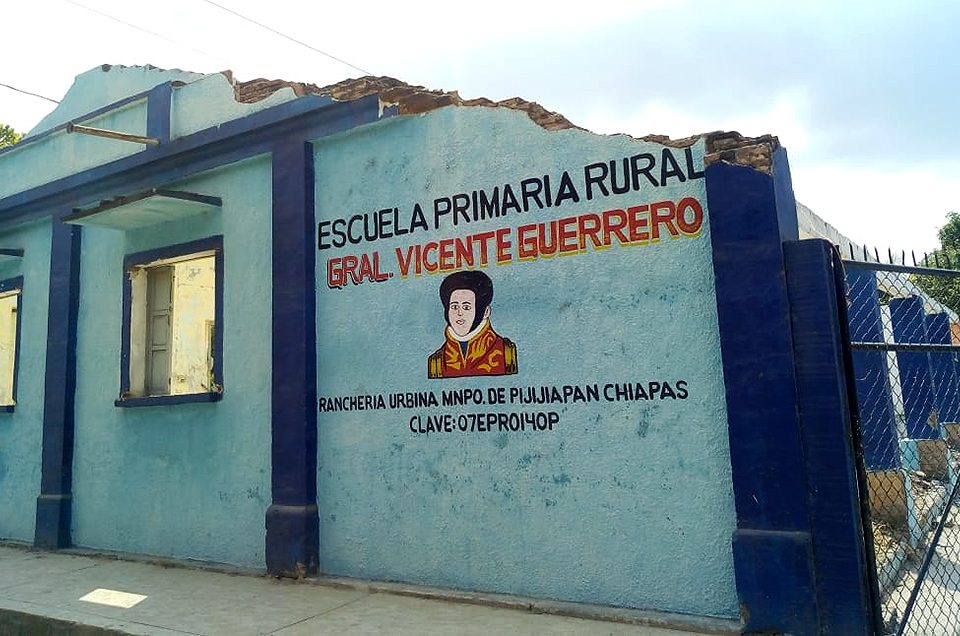 ESCUELA PRIMARIA RURAL
GRAL. VICENTE GUERRERO
RANCHERIA URBINA MNPO. DE PIJIJIAPAN CHIAPAS
CLAVE: 07EPR0140P